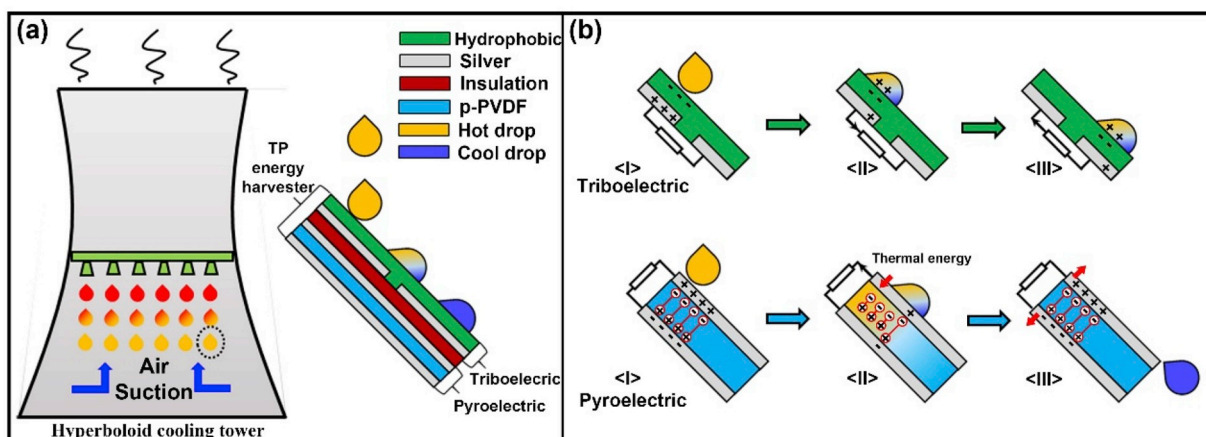 (a)
Hydrophobic
Silver
Insulation
p-PVDF
Hot drop
Cool drop
TP
energy
harvester
Air
Suction
Triboelecric
Pyroelectric
Hyperboloid cooling tower
(b)
<I>
<II>
<III>
Triboelectric
Thermal energy
<I>
<II>
<III>
Pyroelectric